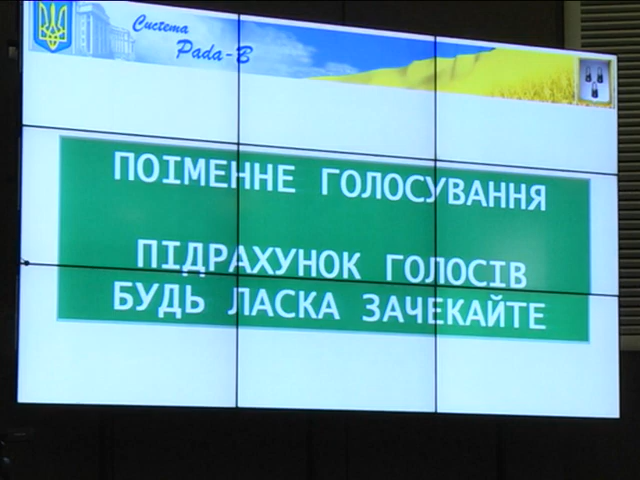 Система
Рада-В
ПОІМЕННЕ ГОЛОСУВАННЯ
ПІДРАХУНОК ГОЛОСІВ
БУДЬ ЛАСКА ЗАЧЕКАЙТЕ